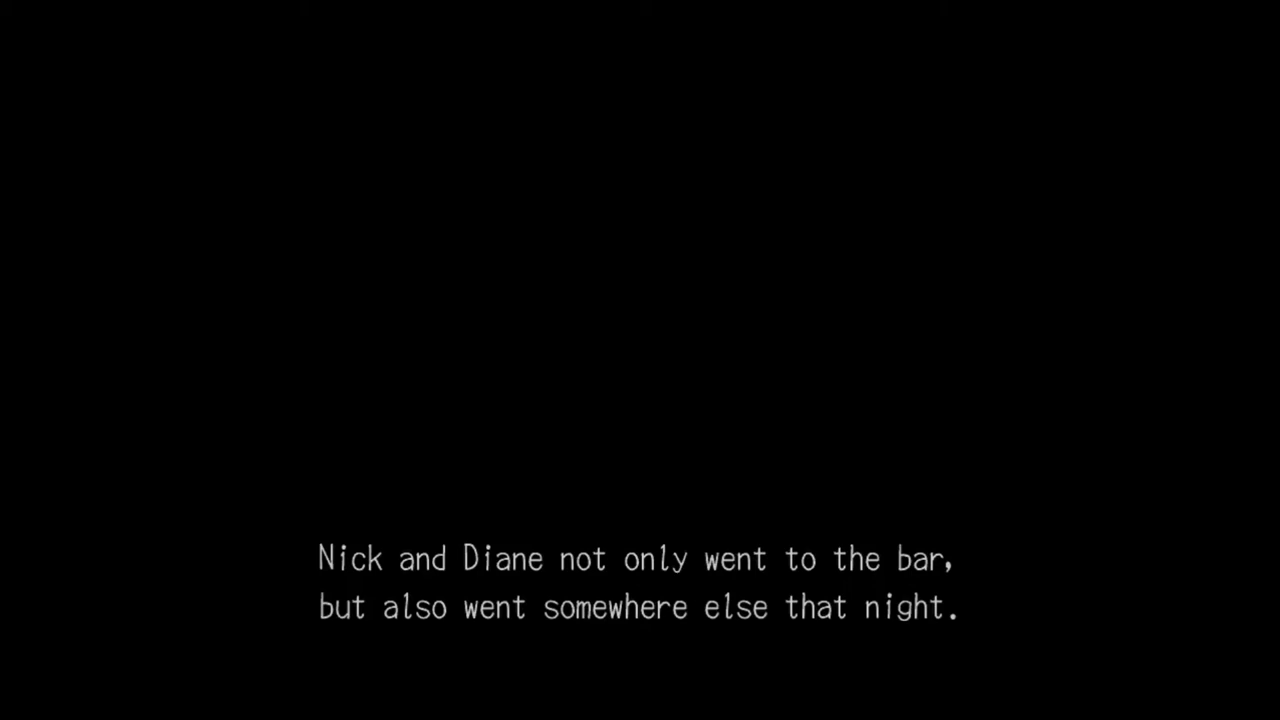 Nick and Diane not only went to the bar,
but also went somewhere else that night.